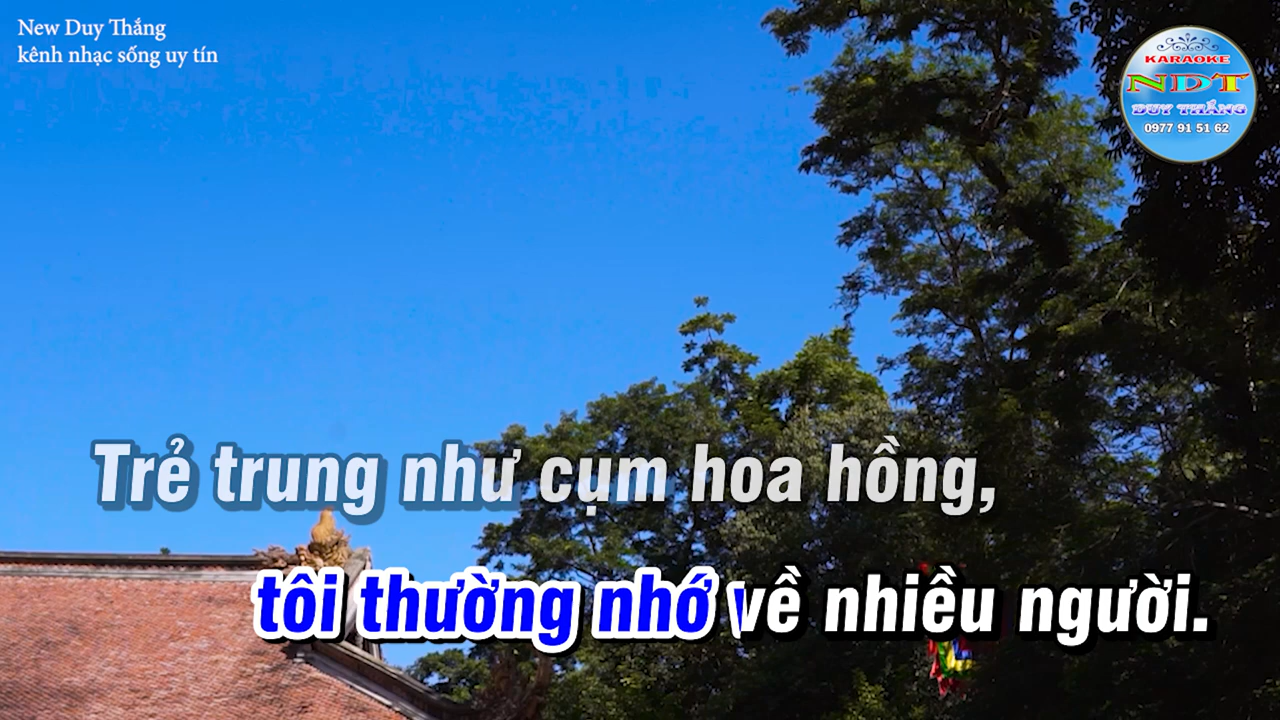 New Duy Thắng
kênh nhạc sống uy tín
KARAOKE
NDT
DUY THẮNG
0977 91 51 62
Trẻ trung như cụm hoa hồng,
tôi thường nhớ về nhiều người.